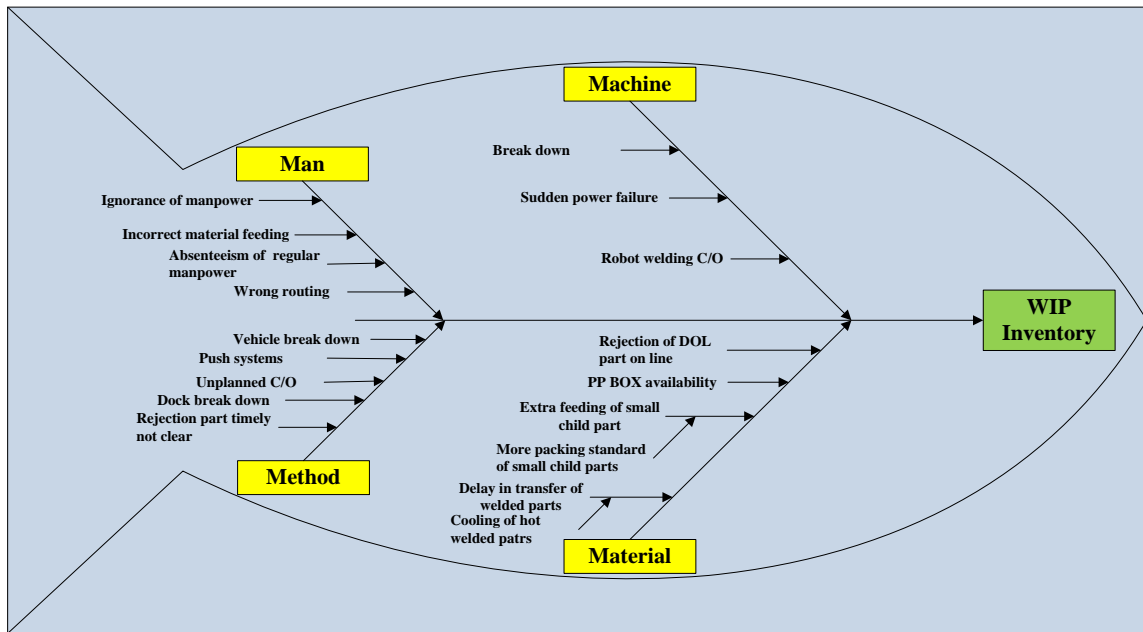 Machine
Man
Break down
Ignorance of manpower
Sudden power failure
Incorrect material feeding
Absenteeism of regular
manpower
Robot welding C/O
Wrong routing
WIP
Inventory
Vehicle break down
Push systems
Unplanned C/O
Dock break down
Rejection part timely
not clear
Method
Rejection of DOL
part on line
PP BOX availability
Extra feeding of small
child part
More packing standard
of small child parts
Delay in transfer of
welded parts
Cooling of hot
welded patrs
Material